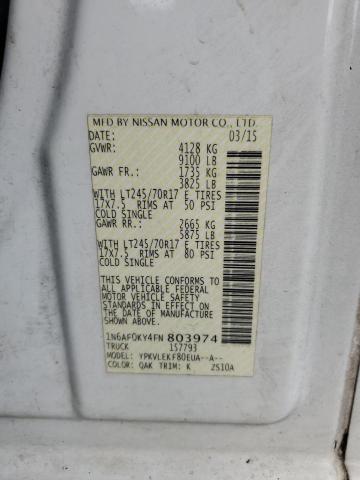 MFD BY NISSAN MOTOR CO., LTD.
DATE: 03/15
GVWR: 4128 KG
9100 LB
GAWR FR.: 1735 KG
3825 LB
WITH LT245/70R17 E TIRES
17X7.5 RIMS AT 50 PSI
COLD SINGLE
GAWR RR.: 2665 KG
5875 LB
WITH LT245/70R17 E TIRES
17X7.5 RIMS AT 80 PSI
COLD SINGLE
THIS VEHICLE CONFORMS TO
ALL APPLICABLE FEDERAL
MOTOR VEHICLE SAFETY
STANDARDS IN EFFECT ON THE
DATE OF MANUFACTURE
SHOWN ABOVE.
1N6AF0KY4FN803974
TRUCK 157793
MODEL: YPKVLEKF80EUA--A--
COLOR: QAK TRIM: K ZS10A